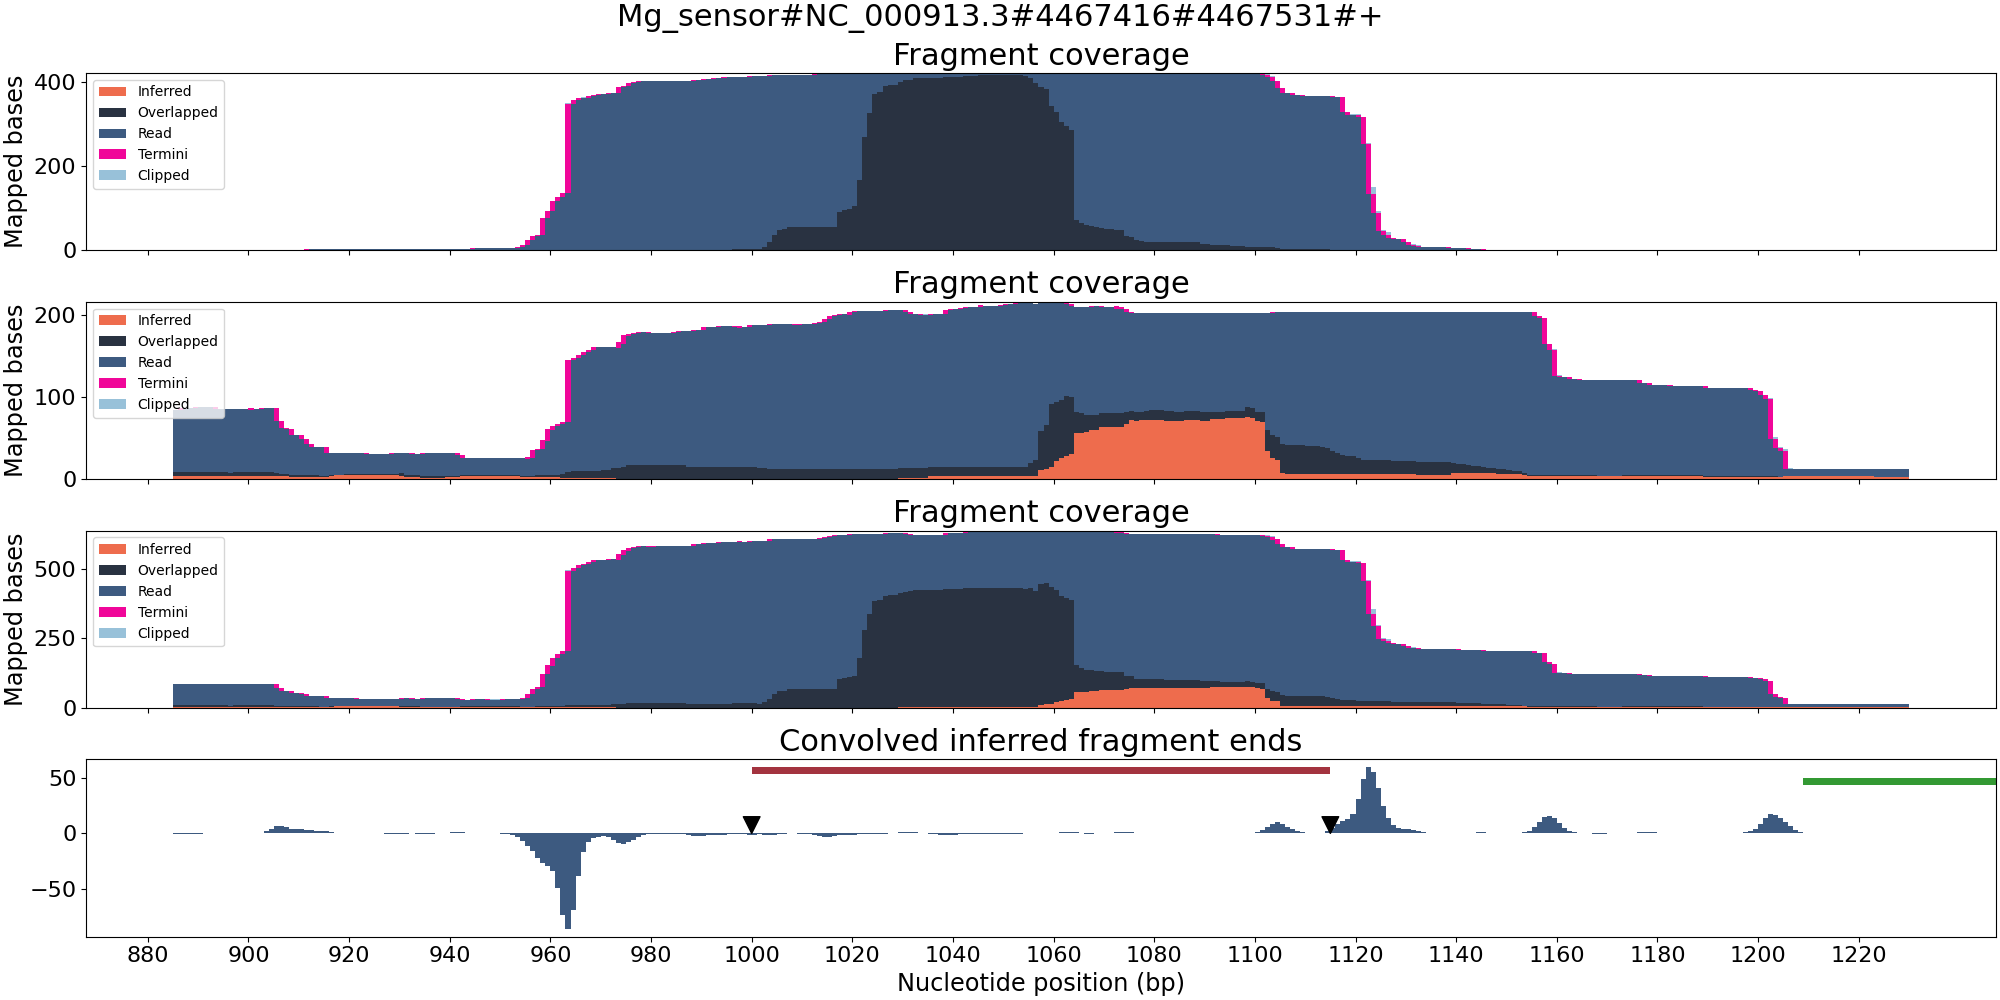 Mg_sensor#NC_000913.3#4467416#4467531#+
Fragment coverage
Mapped bases
400
200
0
Inferred
Overlapped
Read
Termini
Clipped
Fragment coverage
Mapped bases
200
100
0
Inferred
Overlapped
Read
Termini
Clipped
Fragment coverage
Mapped bases
500
250
0
Inferred
Overlapped
Read
Termini
Clipped
Convolved inferred fragment ends
50
0
−50
880 900 920 940 960 980 1000 1020 1040 1060 1080 1100 1120 1140 1160 1180 1200 1220
Nucleotide position (bp)